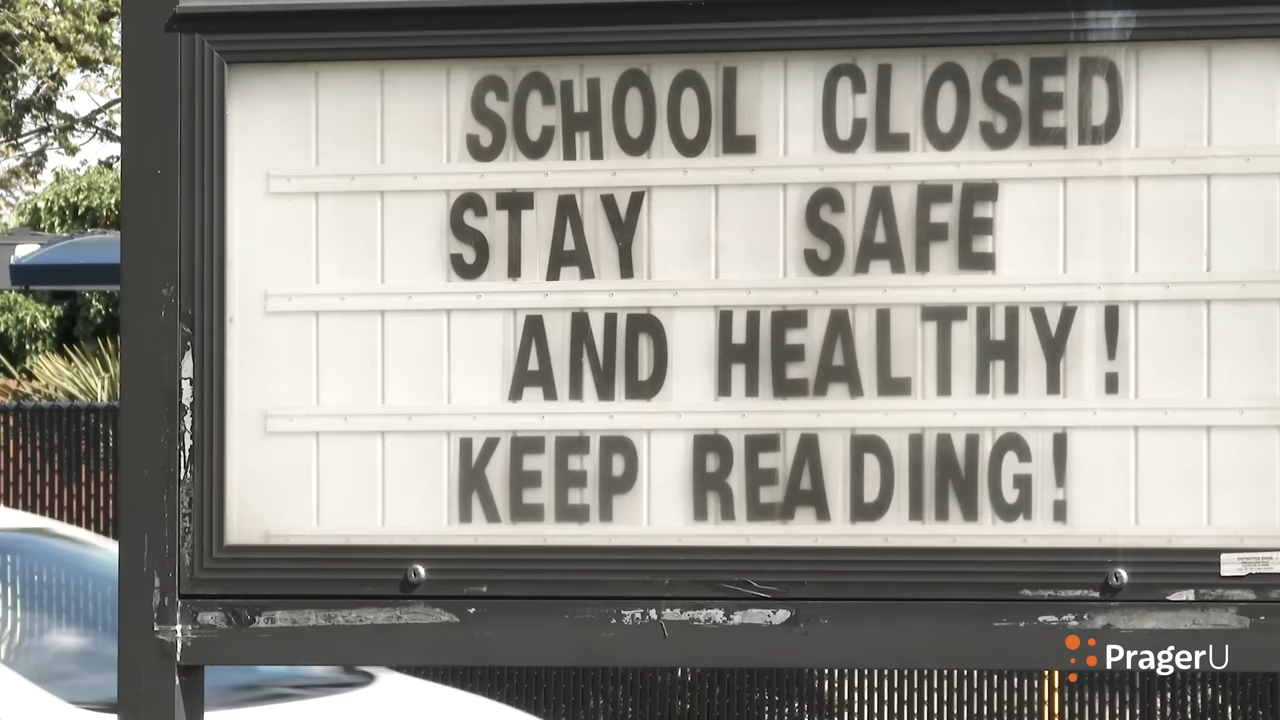 SCHOOL CLOSED
STAY SAFE
AND HEALTHY!
KEEP READING!
PragerU